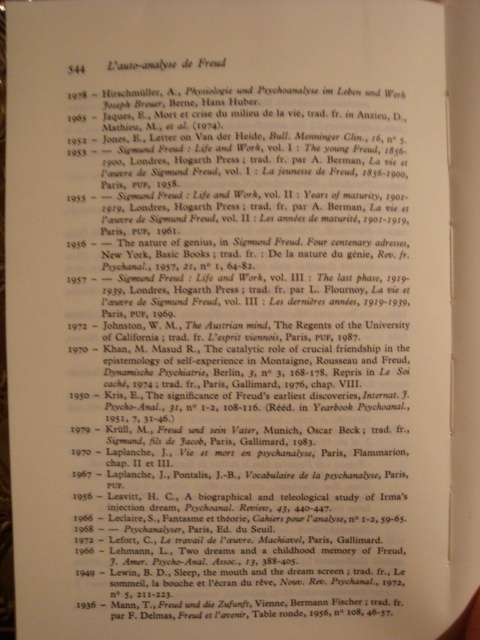 544 L'auto-analyse de Freud
1978 – Hirschmüller, A., Physiologie und Psychoanalyse im Leben und Werk
Joseph Breuer, Berne, Hans Huber.
1965 – Jaques, E., Mort et crise du milieu de la vie, trad. fr. in Anzieu, D.,
Mathieu, M., et al. (1974).
1952 – Jones, E., Letter on Van der Heide, Bull. Menninger Clin., 16, n° 5.
1953 – — Sigmund Freud : Life and Work, vol. I : The young Freud, 1856-
1900, Londres, Hogarth Press ; trad. fr. par A. Berman, La vie et
l'œuvre de Sigmund Freud, vol. I : La jeunesse de Freud, 1856-1900,
Paris, PUF, 1958.
1955 – — Sigmund Freud : Life and Work, vol. II : Years of maturity, 1901-
1919, Londres, Hogarth Press ; trad. fr. par A. Berman, La vie et
l'œuvre de Sigmund Freud, vol. II : Les années de maturité, 1901-1919,
Paris, PUF, 1961.
1956 – — The nature of genius, in Sigmund Freud. Four centenary adresses,
New York, Basic Books ; trad. fr. : De la nature du génie, Rev. fr.
Psychanal., 1957, 21, n° 1, 64-82.
1957 – — Sigmund Freud : Life and Work, vol. III : The last phase, 1919-
1939, Londres, Hogarth Press ; trad. fr. par L. Flournoy, La vie et
l'œuvre de Sigmund Freud, vol. III : Les dernières années, 1919-1939,
Paris, PUF, 1969.
1972 – Johnston, W. M., The Austrian mind, The Regents of the University
of California ; trad. fr. L'esprit viennois, Paris, PUF, 1987.
1970 – Khan, M. Masud R., The catalytic role of crucial friendship in the
epistemology of self-experience in Montaigne, Rousseau and Freud,
Dynamische Psychiatrie, Berlin, 3, n° 3, 168-178. Repris in Le Soi
caché, 1974 ; trad. fr., Paris, Gallimard, 1976, chap. VIII.
1950 – Kris, E., The significance of Freud's earliest discoveries, Internat. J.
Psycho-Anal., 31, n° 1-2, 108-116. (Rééd. in Yearbook Psychoanal.,
1951, 7, 31-46.)
1979 – Krüll, M., Freud und sein Vater, Munich, Oscar Beck ; trad. fr.,
Sigmund, fils de Jacob, Paris, Gallimard, 1983.
1970 – Laplanche, J., Vie et mort en psychanalyse, Paris, Flammarion,
chap. II et III.
1967 – Laplanche, J., Pontalis, J.-B., Vocabulaire de la psychanalyse, Paris,
PUF.
1956 – Leavitt, H. C., A biographical and teleological study of Irma's
injection dream, Psychoanal. Review, 43, 440-447.
1966 – Leclaire, S., Fantasme et théorie, Cahiers pour l'analyse, n° 1-2, 59-65.
1968 – — Psychanalyser, Paris, Ed. du Seuil.
1972 – Lefort, C., Le travail de l'œuvre. Machiavel, Paris, Gallimard.
1966 – Lehmann, L., Two dreams and a childhood memory of Freud,
J. Amer. Psycho-Anal. Assoc., 13, 388-405.
1949 – Lewin, B. D., Sleep, the mouth and the dream screen ; trad. fr., Le
sommeil, la bouche et l'écran du rêve, Nouv. Rev. Psychanal., 1972,
n° 5, 211-223.
1936 – Mann, T., Freud und die Zufunft, Vienne, Bermann Fischer ; trad. fr.
par F. Delmas, Freud et l'avenir, Table ronde, 1956, n° 108, 46-57.